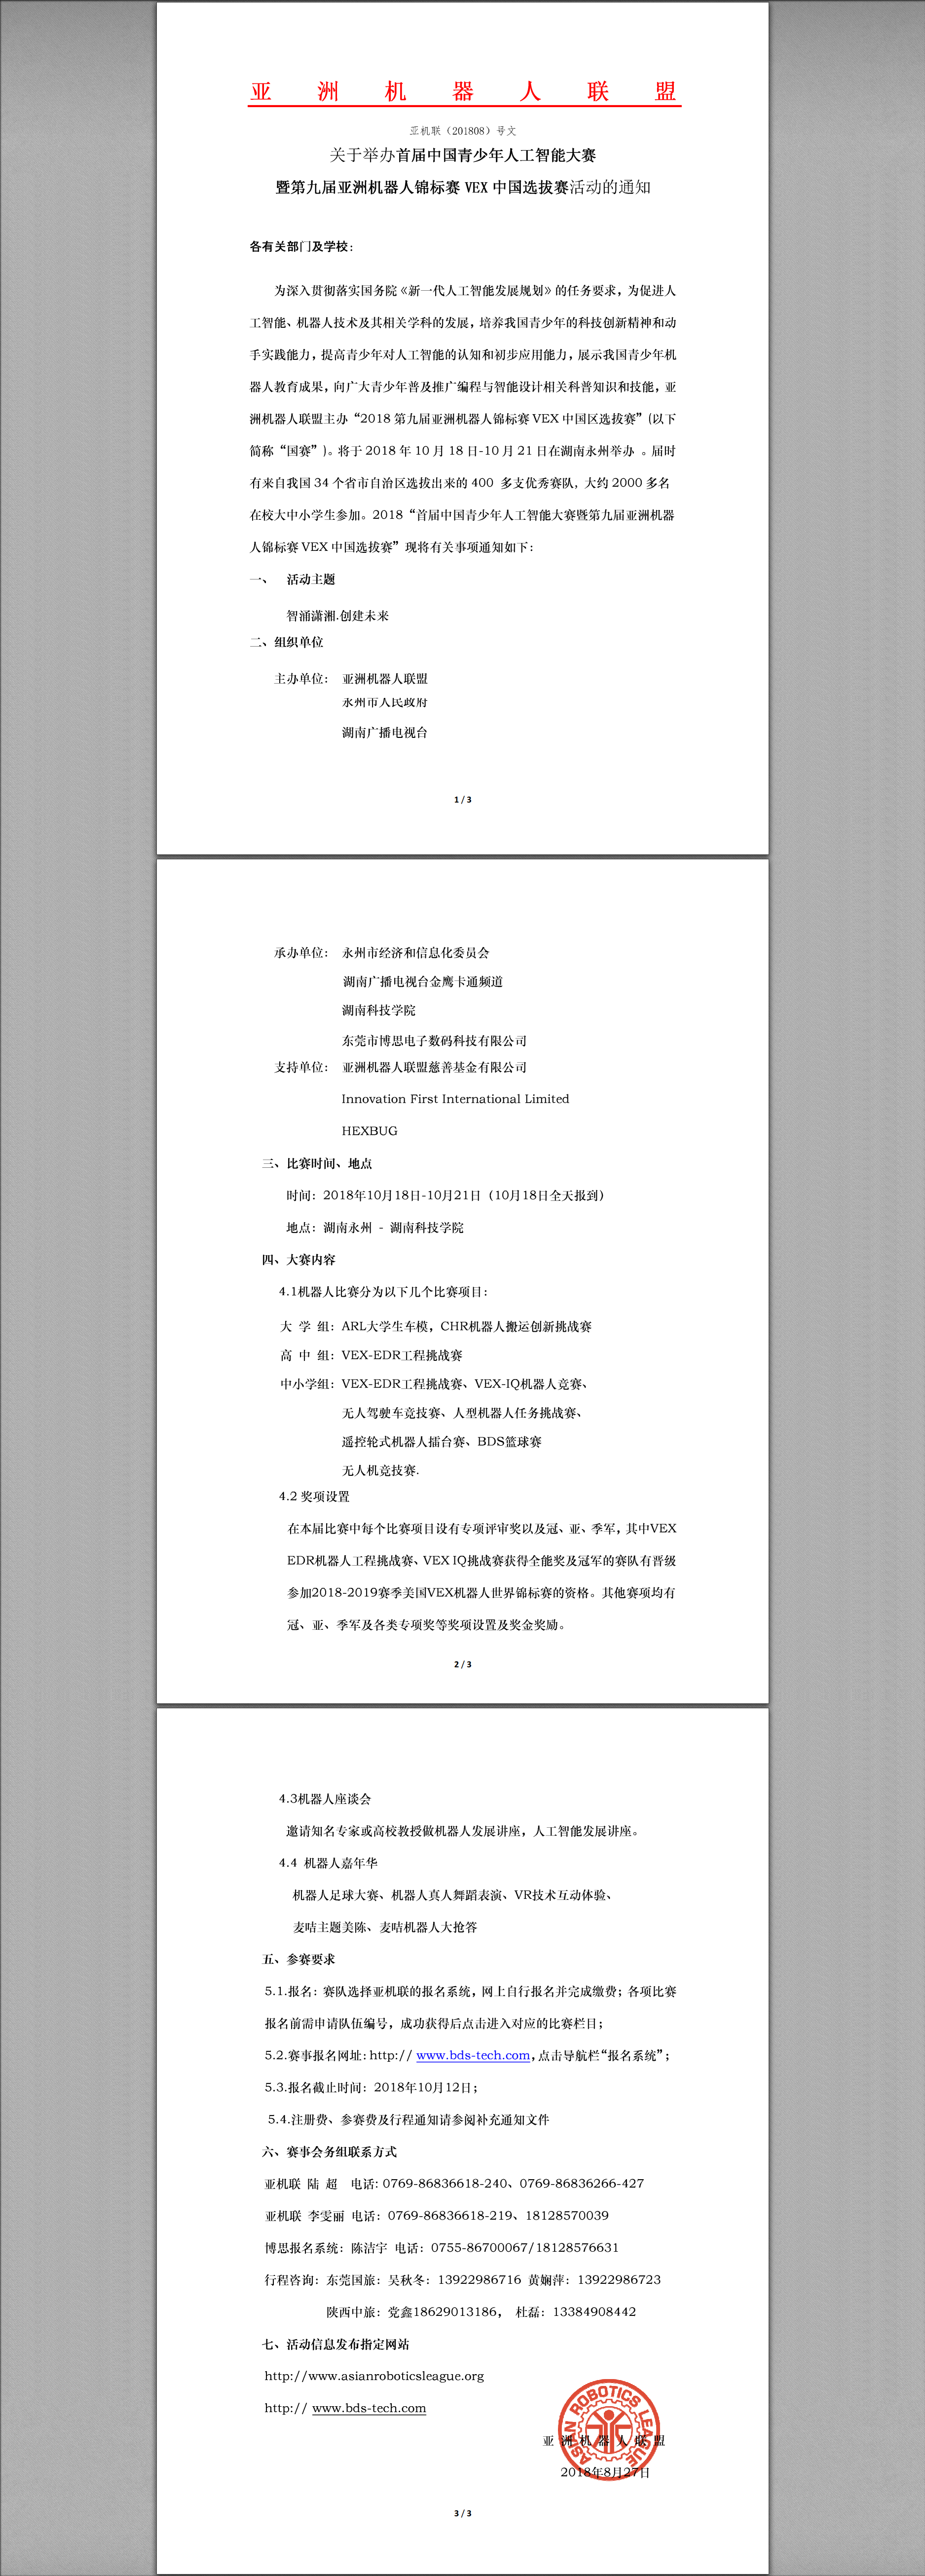 亚洲机器人联盟
亚机联（201808）号文
关于举办首届中国青少年人工智能大赛
暨第九届亚洲机器人锦标赛 VEX 中国选拔赛活动的通知
各有关部门及学校：
为深入贯彻落实国务院《新一代人工智能发展规划》的任务要求，为促进人
工智能、机器人技术及其相关学科的发展，培养我国青少年的科技创新精神和动
手实践能力，提高青少年对人工智能的认知和初步应用能力，展示我国青少年机
器人教育成果，向广大青少年普及推广编程与智能设计相关科普知识和技能，亚
洲机器人联盟主办“2018 第九届亚洲机器人锦标赛 VEX 中国区选拔赛”(以下
简称“国赛”)。将于 2018 年 10 月 18 日-10 月 21 日在湖南永州举办 。届时
有来自我国 34 个省市自治区选拔出来的 400 多支优秀赛队, 大约 2000 多名
在校大中小学生参加。2018“首届中国青少年人工智能大赛暨第九届亚洲机器
人锦标赛 VEX 中国选拔赛”现将有关事项通知如下：
一、 活动主题
智涌潇湘.创建未来
二、组织单位
主办单位： 亚洲机器人联盟
永州市人民政府
湖南广播电视台
1 / 3
承办单位： 永州市经济和信息化委员会
湖南广播电视台金鹰卡通频道
湖南科技学院
东莞市博思电子数码科技有限公司
支持单位： 亚洲机器人联盟慈善基金有限公司
Innovation First International Limited
HEXBUG
三、比赛时间、地点
时间：2018年10月18日-10月21日（10月18日全天报到）
地点：湖南永州 - 湖南科技学院
四、大赛内容
4.1机器人比赛分为以下几个比赛项目：
大 学 组：ARL大学生车模，CHR机器人搬运创新挑战赛
高 中 组：VEX-EDR工程挑战赛
中小学组：VEX-EDR工程挑战赛、VEX-IQ机器人竞赛、
无人驾驶车竞技赛、人型机器人任务挑战赛、
遥控轮式机器人擂台赛、BDS篮球赛
无人机竞技赛.
4.2 奖项设置
在本届比赛中每个比赛项目设有专项评审奖以及冠、亚、季军，其中VEX
EDR机器人工程挑战赛、VEX IQ挑战赛获得全能奖及冠军的赛队有晋级
参加2018-2019赛季美国VEX机器人世界锦标赛的资格。其他赛项均有
冠、亚、季军及各类专项奖等奖项设置及奖金奖励。
2 / 3
4.3机器人座谈会
邀请知名专家或高校教授做机器人发展讲座，人工智能发展讲座。
4.4 机器人嘉年华
机器人足球大赛、机器人真人舞蹈表演、VR技术互动体验、
麦咭主题美陈、麦咭机器人大抢答
五、参赛要求
5.1.报名：赛队选择亚机联的报名系统，网上自行报名并完成缴费；各项比赛
报名前需申请队伍编号，成功获得后点击进入对应的比赛栏目；
5.2.赛事报名网址: http:// www.bds-tech.com，点击导航栏“报名系统”；
5.3.报名截止时间：2018年10月12日；
5.4.注册费、参赛费及行程通知请参阅补充通知文件
六、赛事会务组联系方式
亚机联 陆 超 电话: 0769-86836618-240、0769-86836266-427
亚机联 李雯丽 电话：0769-86836618-219、18128570039
博思报名系统：陈洁宇 电话：0755-86700067/18128576631
行程咨询：东莞国旅：吴秋冬：13922986716 黄娴萍：13922986723
陕西中旅：党鑫18629013186， 杜磊：13384908442
七、活动信息发布指定网站
http://www.asianroboticsleague.org
http:// www.bds-tech.com
ASIAN ROBOTICS LEAGUE
亚洲机器人联盟
2018年8月27日
3 / 3